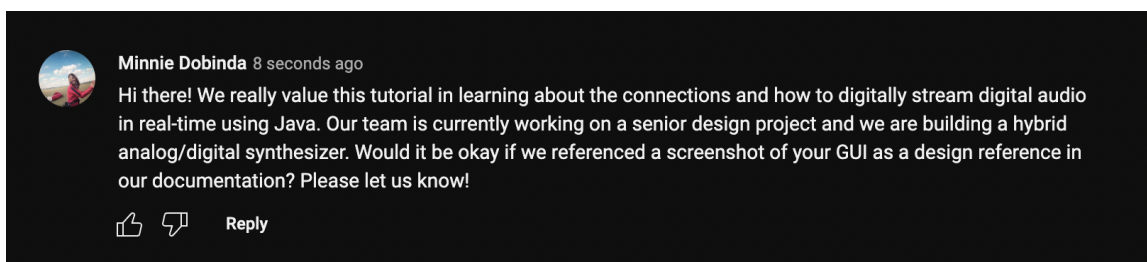 Minnie Dobinda 8 seconds ago
Hi there! We really value this tutorial in learning about the connections and how to digitally stream digital audio
in real-time using Java. Our team is currently working on a senior design project and we are building a hybrid
analog/digital synthesizer. Would it be okay if we referenced a screenshot of your GUI as a design reference in
our documentation? Please let us know!
Reply